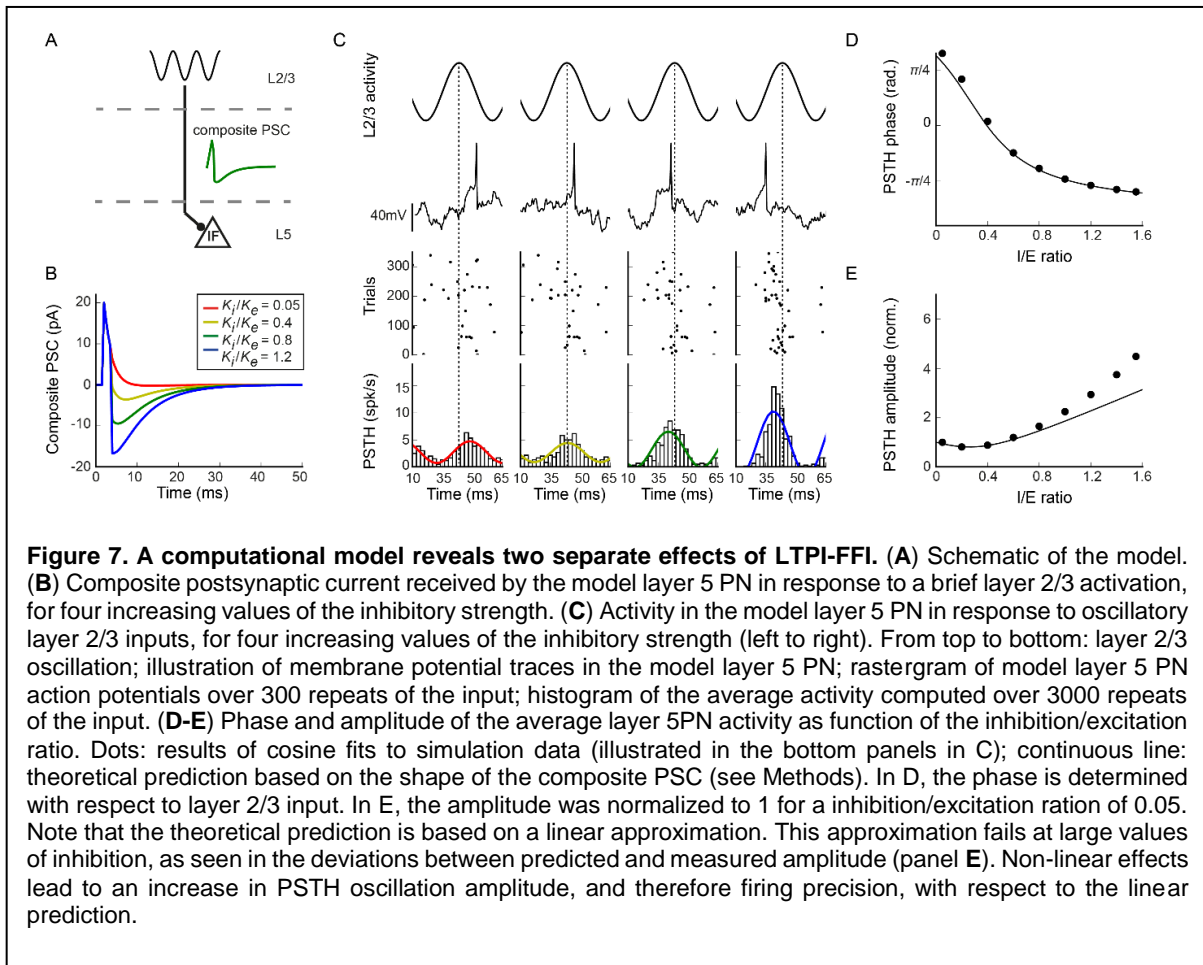 A
L2/3
composite PSC
IF
L5
B
Composite PSC (pA)
20
10
0
-10
-20
0 10 20 30 40 50
Time (ms)
Ki/Ke = 0.05
Ki/Ke = 0.4
Ki/Ke = 0.8
Ki/Ke = 1.2
C
L2/3 activity
40mV
Trials
300
200
100
0
PSTH (spk/s)
15
10
5
0
10 50 65 10 50 65 10 50 65 10 50 65
Time (ms) Time (ms) Time (ms) Time (ms)
D
PSTH phase (rad.)
π/4
0
-π/4
0 0.4 0.8 1.2 1.6
I/E ratio
E
PSTH amplitude (norm.)
6
4
2
0
0 0.4 0.8 1.2 1.6
I/E ratio
Figure 7. A computational model reveals two separate effects of LTPI-FFI. (A) Schematic of the model.
(B) Composite postsynaptic current received by the model layer 5 PN in response to a brief layer 2/3 activation,
for four increasing values of the inhibitory strength. (C) Activity in the model layer 5 PN in response to oscillatory
layer 2/3 inputs, for four increasing values of the inhibitory strength (left to right). From top to bottom: layer 2/3
oscillation; illustration of membrane potential traces in the model layer 5 PN; rastergram of model layer 5 PN
action potentials over 300 repeats of the input; histogram of the average activity computed over 3000 repeats
of the input. (D-E) Phase and amplitude of the average layer 5PN activity as function of the inhibition/excitation
ratio. Dots: results of cosine fits to simulation data (illustrated in the bottom panels in C); continuous line:
theoretical prediction based on the shape of the composite PSC (see Methods). In D, the phase is determined
with respect to layer 2/3 input. In E, the amplitude was normalized to 1 for a inhibition/excitation ration of 0.05.
Note that the theoretical prediction is based on a linear approximation. This approximation fails at large values
of inhibition, as seen in the deviations between predicted and measured amplitude (panel E). Non-linear effects
lead to an increase in PSTH oscillation amplitude, and therefore firing precision, with respect to the linear
prediction.